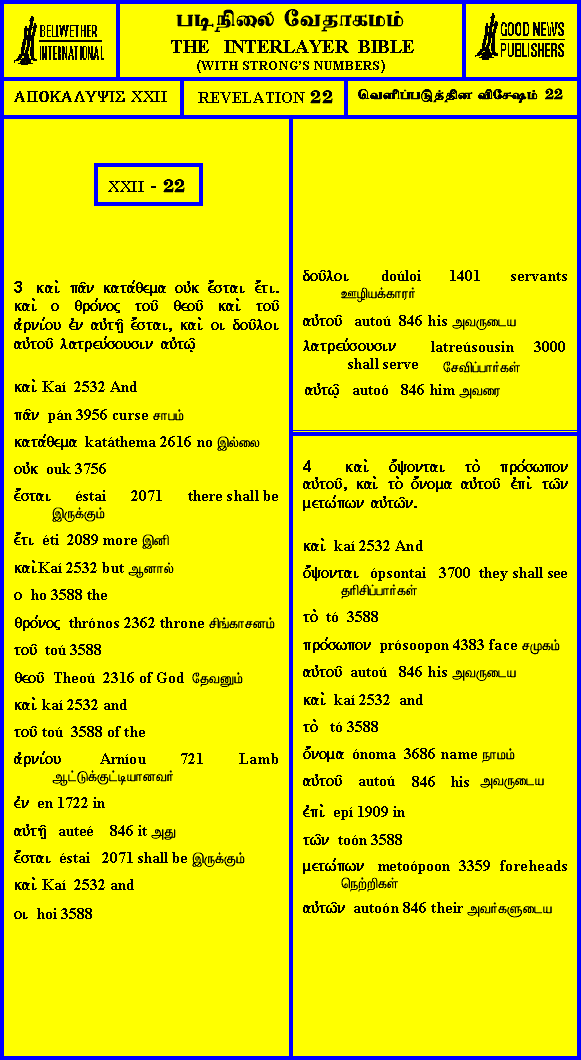 BELLWETHER
INTERNATIONAL
படிநிலை வேதாகமம்
THE INTERLAYER BIBLE
(WITH STRONG'S NUMBERS)
GOOD NEWS
PUBLISHERS
ΑΠΟΚΑΛΥΨΙΣ XXII
REVELATION 22
வெளிப்படுத்தின விசேஷம் 22
XXII - 22
3 καὶ πᾶν κατάθεμα οὐκ ἔσται ἔτι.
καὶ ο θρόνος τοῦ θεοῦ καὶ τοῦ
ἀρνίου ἐν αὐτῇ ἔσται, καὶ οι δοῦλοι
αὐτοῦ λατρεύσουσιν αὐτῷ
καὶ Kaí 2532 And
πᾶν pán 3956 curse சாபம்
κατάθεμα katáthema 2616 no இல்லை
οὐκ ouk 3756
ἔσται éstai 2071 there shall be
இருக்கும்
ἔτι éti 2089 more இனி
καὶ Kaí 2532 but ஆனால்
ο ho 3588 the
θρόνος thrónos 2362 throne சிங்காசனம்
τοῦ toú 3588
θεοῦ Theoú 2316 of God தேவனும்
καὶ kaí 2532 and
τοῦ toú 3588 of the
ἀρνίου Arníou 721 Lamb
ஆட்டுக்குட்டியானவர்
ἐν en 1722 in
αὐτῇ auteé 846 it அது
ἔσται éstai 2071 shall be இருக்கும்
καὶ Kaí 2532 and
οι hoi 3588
δοῦλοι doúloi 1401 servants
ஊழியக்காரர்
αὐτοῦ autoú 846 his அவருடைய
λατρεύσουσιν latreúsousin 3000
shall serve சேவிப்பார்கள்
αὐτῷ autoó 846 him அவரை
4 καὶ ὄψονται τὸ πρόσωπον
αὐτοῦ, καὶ τὸ ὄνομα αὐτοῦ ἐπὶ τῶν
μετώπων αὐτῶν.
καὶ kaí 2532 And
ὄψονται ópsontai 3700 they shall see
தரிசிப்பார்கள்
τὸ tó 3588
πρόσωπον prósoopon 4383 face சமுகம்
αὐτοῦ autoú 846 his அவருடைய
καὶ kaí 2532 and
τὸ tó 3588
ὄνομα ónoma 3686 name நாமம்
αὐτοῦ autoú 846 his அவருடைய
ἐπὶ epí 1909 in
τῶν toón 3588
μετώπων metoópoon 3359 foreheads
நெற்றிகள்
αὐτῶν autoón 846 their அவர்களுடைய